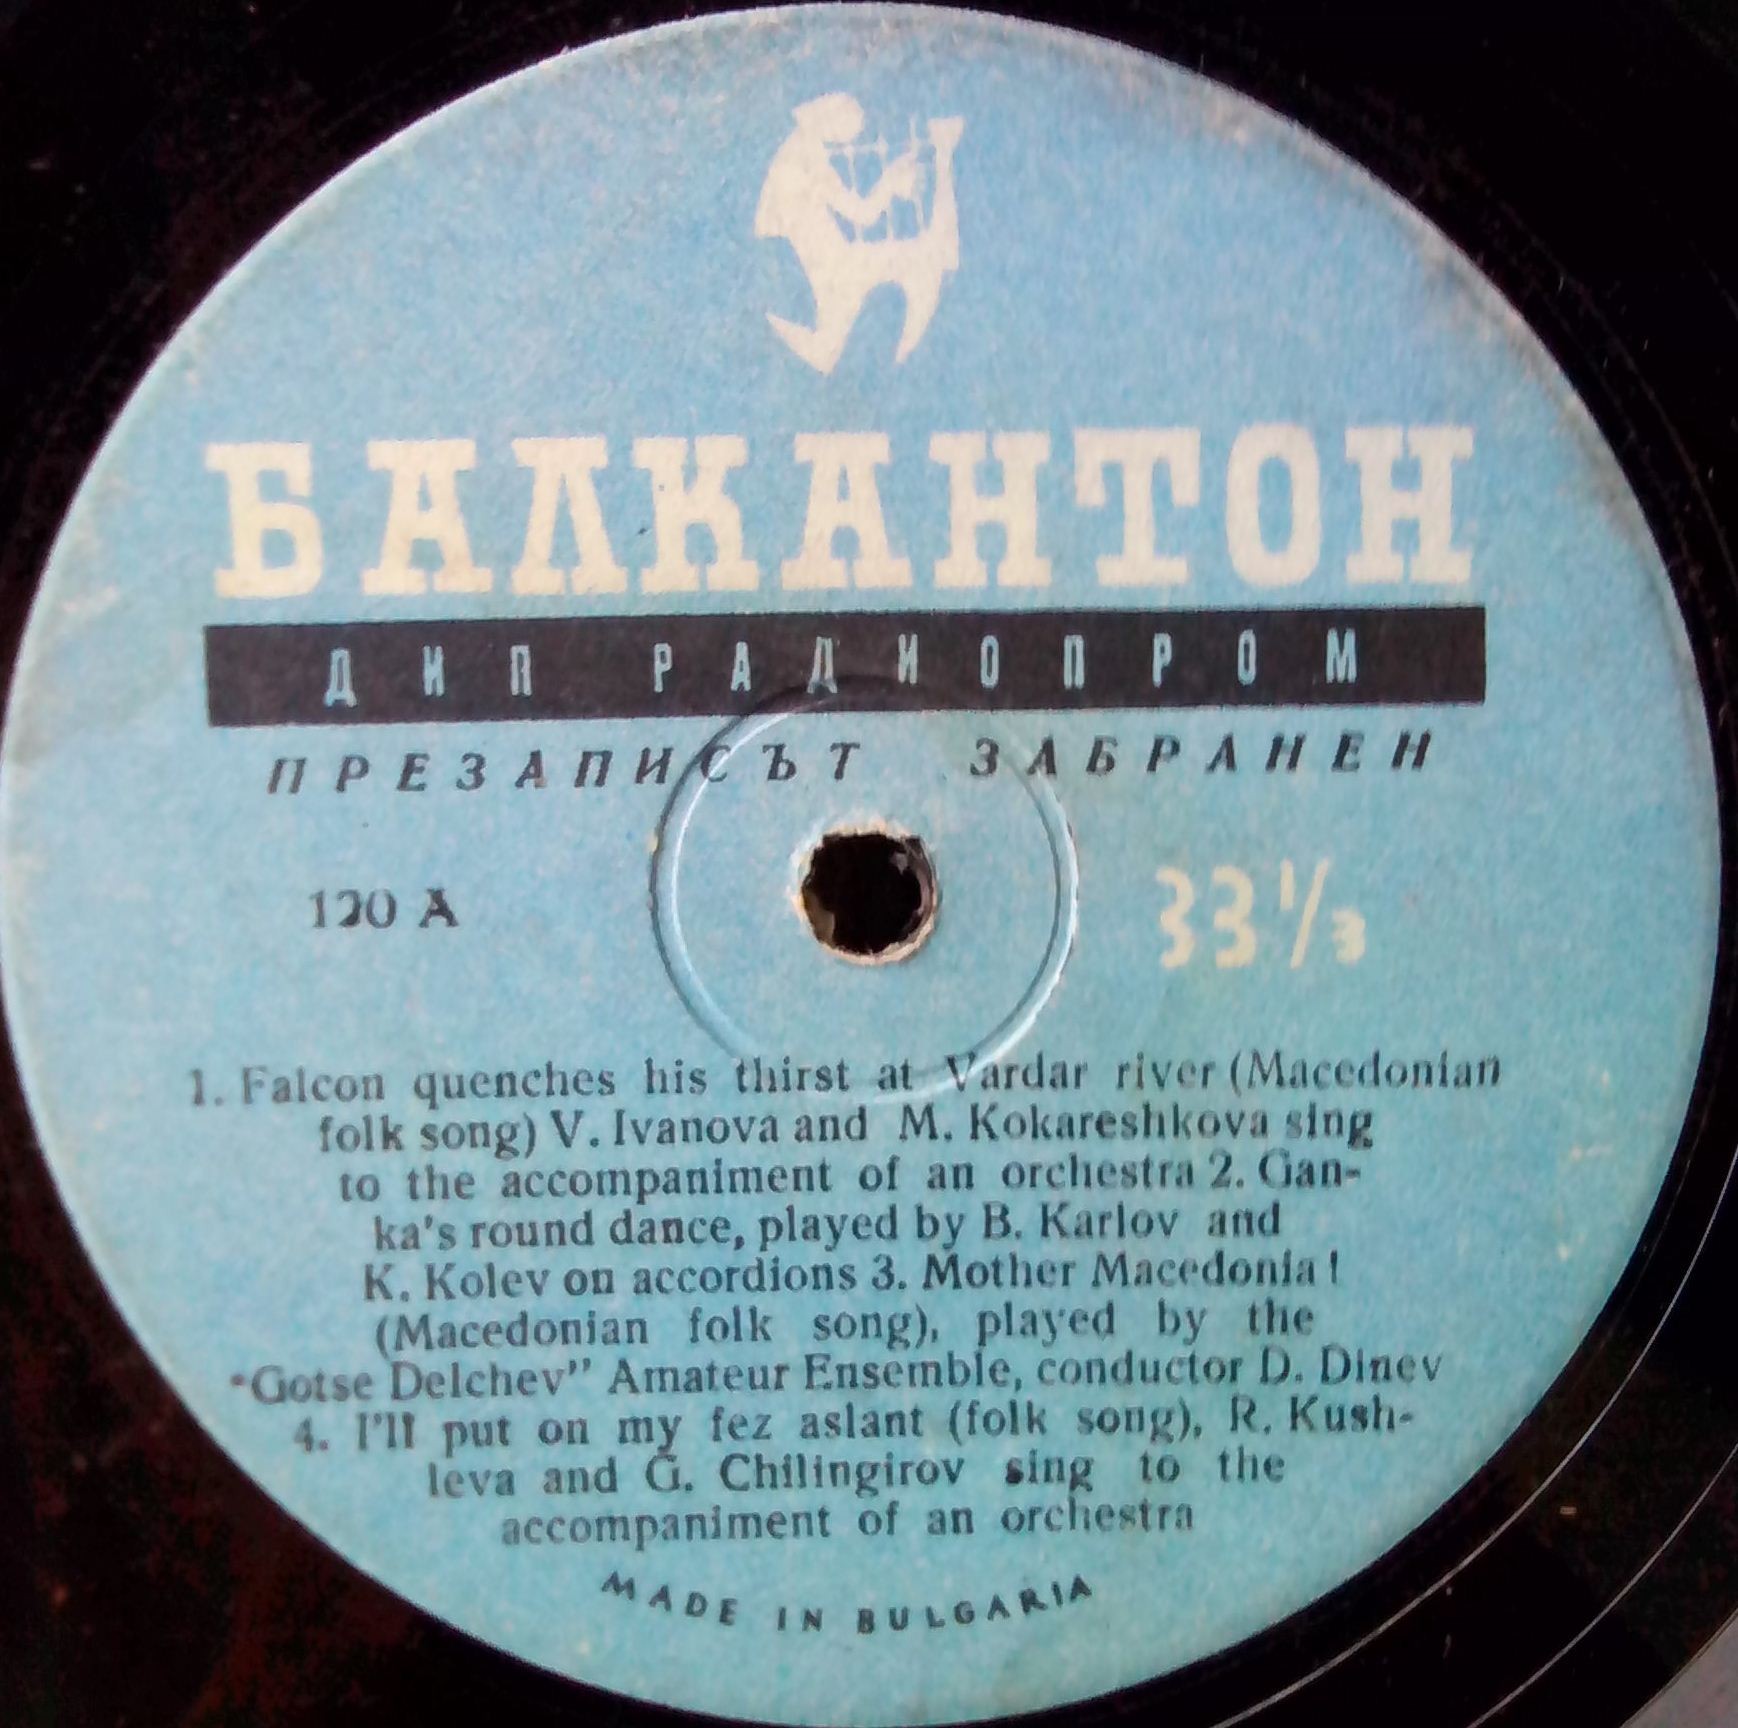 БАЛКАНТОН
ДИП РАДИОПРОМ
ПРЕЗАПИСЪТ ЗАБРАНЕН
120 A
33 1/3
1. Falcon quenches his thirst at Vardar river (Macedonian
folk song) V. Ivanova and M. Kokareshkova sing
to the accompaniment of an orchestra 2. Gan-
ka's round dance, played by B. Karlov and
K. Kolev on accordions 3. Mother Macedonia !
(Macedonian folk song), played by the
"Gotse Delchev" Amateur Ensemble, conductor D. Dinev
4. I'll put on my fez aslant (folk song), R. Kush-
leva and G. Chilingirov sing to the
accompaniment of an orchestra
MADE IN BULGARIA